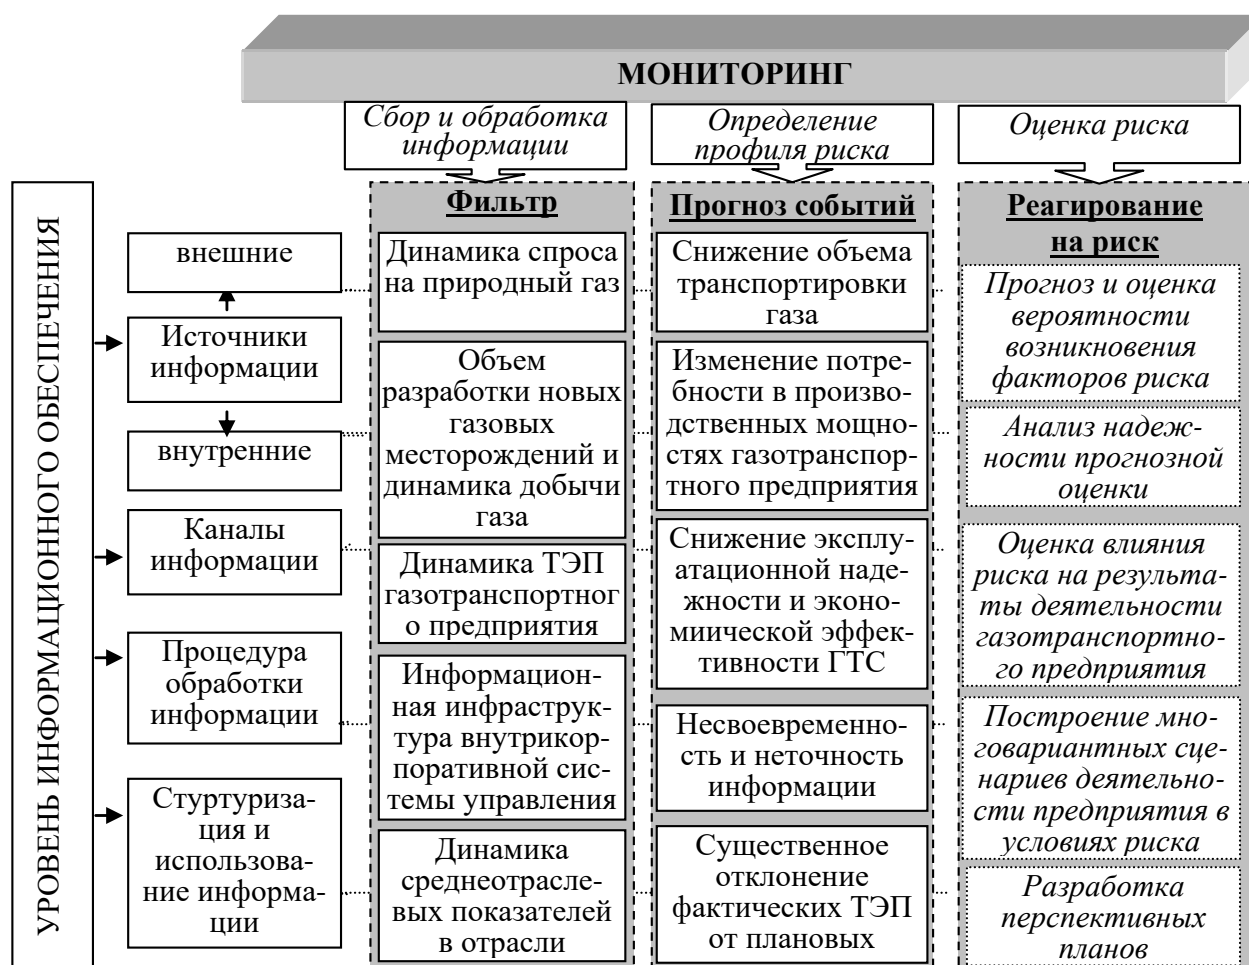 МОНИТОРИНГ
Сбор и обработка
информации
Определение
профиля риска
Оценка риска
УРОВЕНЬ ИНФОРМАЦИОННОГО ОБЕСПЕЧЕНИЯ
внешние
Источники
информации
внутренние
Каналы
информации
Процедура
обработки
информации
Стуртуриза-
ция и
использова-
ние информа-
ции
Фильтр
Динамика спроса
на природный газ
Объем
разработки новых
газовых
месторождений и
динамика добычи
газа
Динамика ТЭП
газотранспортног
о предприятия
Информацион-
ная инфраструк-
тура внутрикор-
поративной сис-
темы управления
Динамика
среднеотрасле-
вых показателей
в отрасли
Прогноз событий
Снижение объема
транспортировки
газа
Изменение потре-
бности в произво-
дственных мощно-
стях газотранспор-
тного предприятия
Снижение эксплу-
атационной наде-
жности и эконо-
миической эффек-
тивности ГТС
Несвоевременно-
сть и неточность
информации
Существенное
отклонение
фактических ТЭП
от плановых
Реагирование
на риск
Прогноз и оценка
вероятности
возникновения
факторов риска
Анализ надеж-
ности прогнозной
оценки
Оценка влияния
риска на результа-
ты деятельности
газотранспортно-
го предприятия
Построение мно-
говариантных сце-
нариев деятельно-
сти предприятия в
условиях риска
Разработка
перспективных
планов